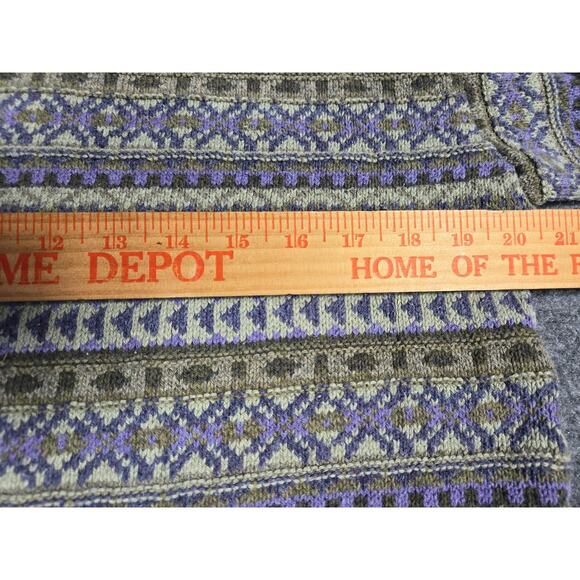 12 13 14 15 16 17 18 19 20 21
ME DEPOT HOME OF THE